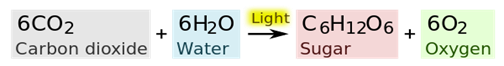 6CO2 + 6H2O Light ⟶ C6H12O6 + 6O2
Carbon dioxide Water Sugar Oxygen